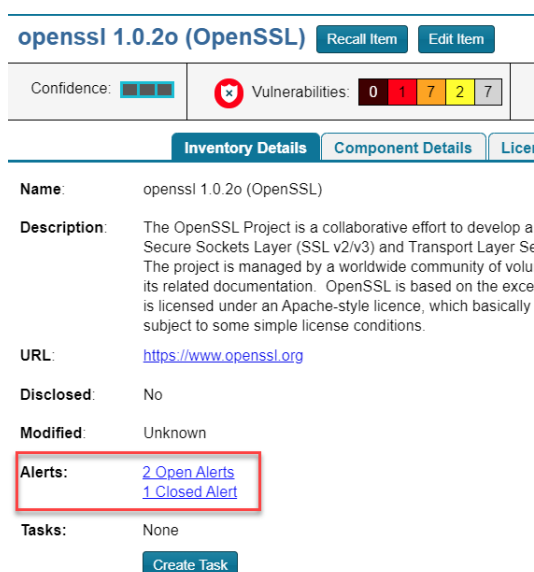 openssl 1.0.2o (OpenSSL) Recall Item Edit Item
Confidence: Vulnerabilities: 0 1 7 2 7
Inventory Details Component Details
Name: openssl 1.0.2o (OpenSSL)
Description: The OpenSSL Project is a collaborative effort to develop a
Secure Sockets Layer (SSL v2/v3) and Transport Layer
The project is managed by a worldwide community of
its related documentation. OpenSSL is based on the
is licensed under an Apache-style licence, which basically
subject to some simple license conditions.
URL: https://www.openssl.org
Disclosed: No
Modified: Unknown
Alerts: 2 Open Alerts
1 Closed Alert
Tasks: None
Create Task